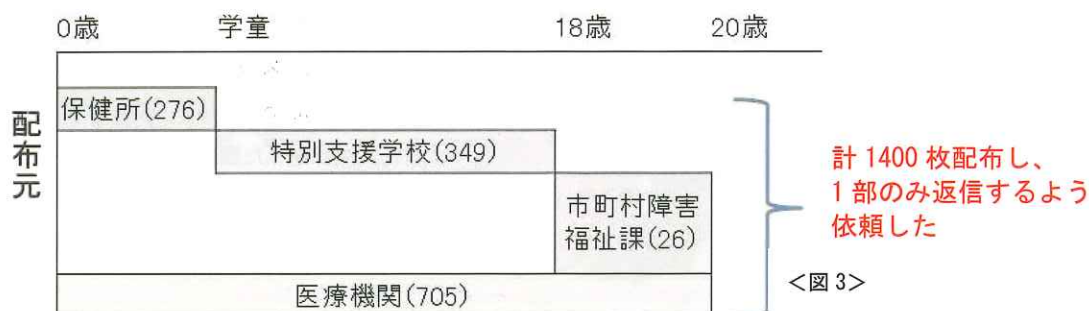 0歳 学童 18歳 20歳
配布元
保健所(276)
特別支援学校(349)
市町村障害
福祉課(26)
医療機関(705)
計 1400 枚配布し、
1 部のみ返信するよう
依頼した
<図 3>